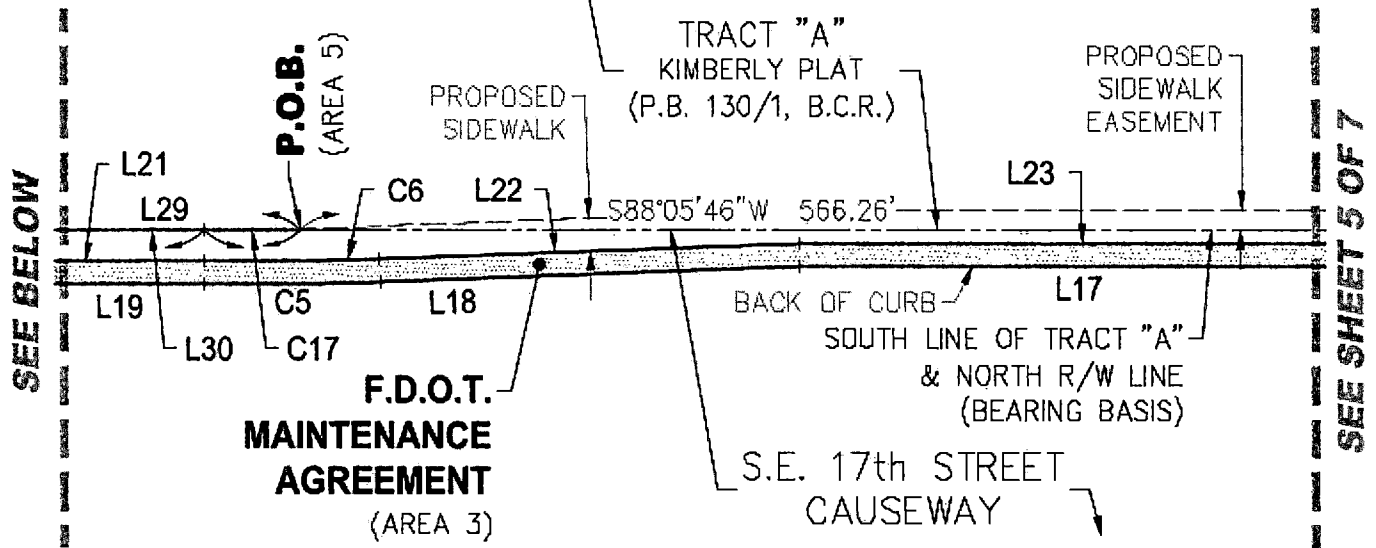 TRACT "A"
KIMBERLY PLAT
(P.B. 130/1, B.C.R.)
PROPOSED
SIDEWALK
EASEMENT
P.O.B.
(AREA 5)
PROPOSED
SIDEWALK
SEE BELOW
L21
L29
C6
L22
S88°05'46"W 566.26'
L23
SEE SHEET 5 OF 7
L19
C5
L18
BACK OF CURB
L17
L30
C17
SOUTH LINE OF TRACT "A"
& NORTH R/W LINE
(BEARING BASIS)
F.D.O.T.
MAINTENANCE
AGREEMENT
(AREA 3)
S.E. 17th STREET
CAUSEWAY